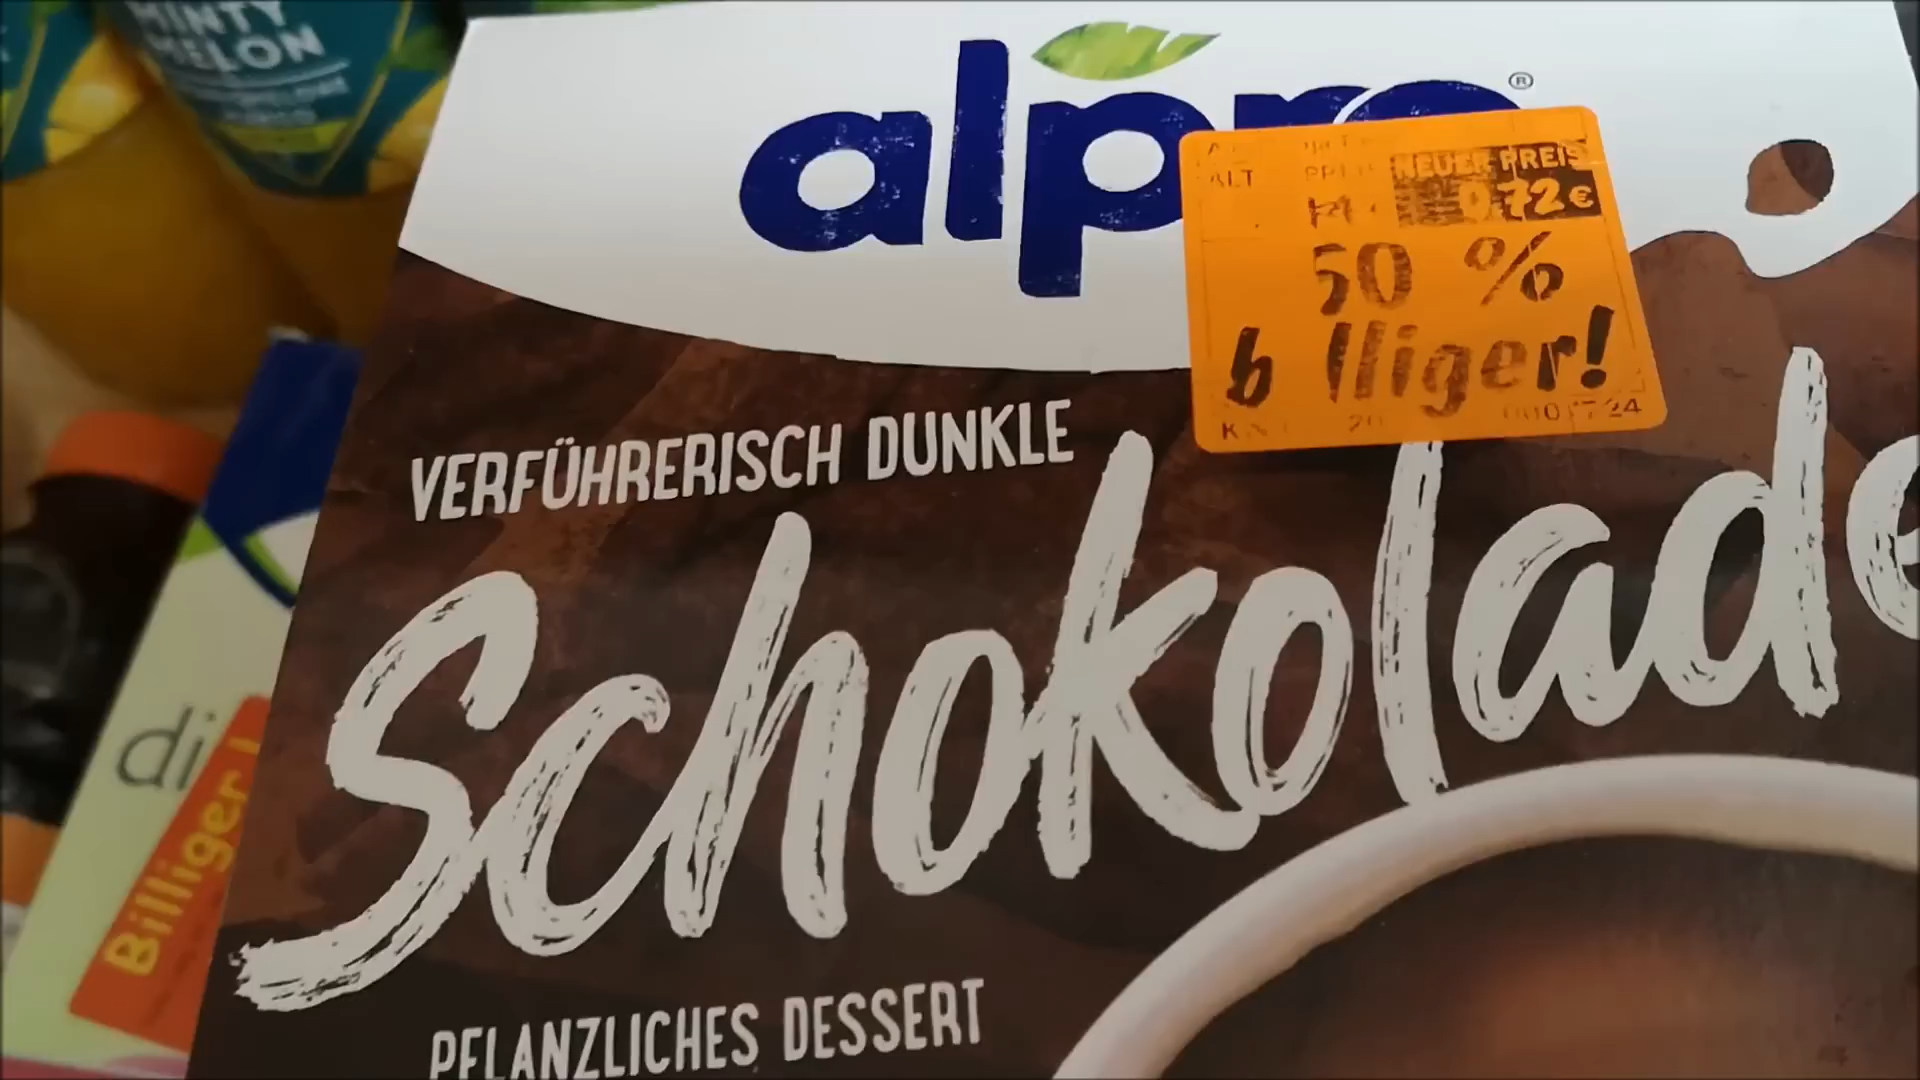 MINTY
MELON
alpro
®
NEUER PREIS
0,72 €
50 %
billiger!
VERFÜHRERISCH DUNKLE
Schokolade
PFLANZLICHES DESSERT
Billiger!